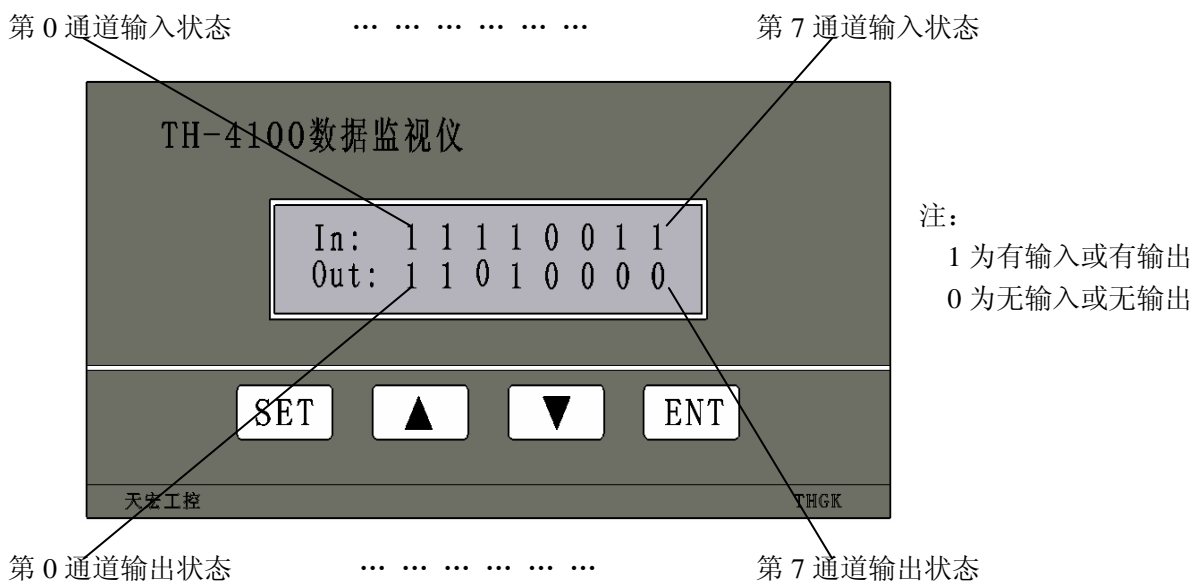 第 0 通道输入状态 … … … … … … 第 7 通道输入状态
TH-4100数据监视仪
In: 1 1 1 1 0 0 1 1
Out: 1 1 0 1 0 0 0 0
注：
1 为有输入或有输出
0 为无输入或无输出
SET ▲ ▼ ENT
天宏工控 THGK
第 0 通道输出状态 … … … … … … 第 7 通道输出状态